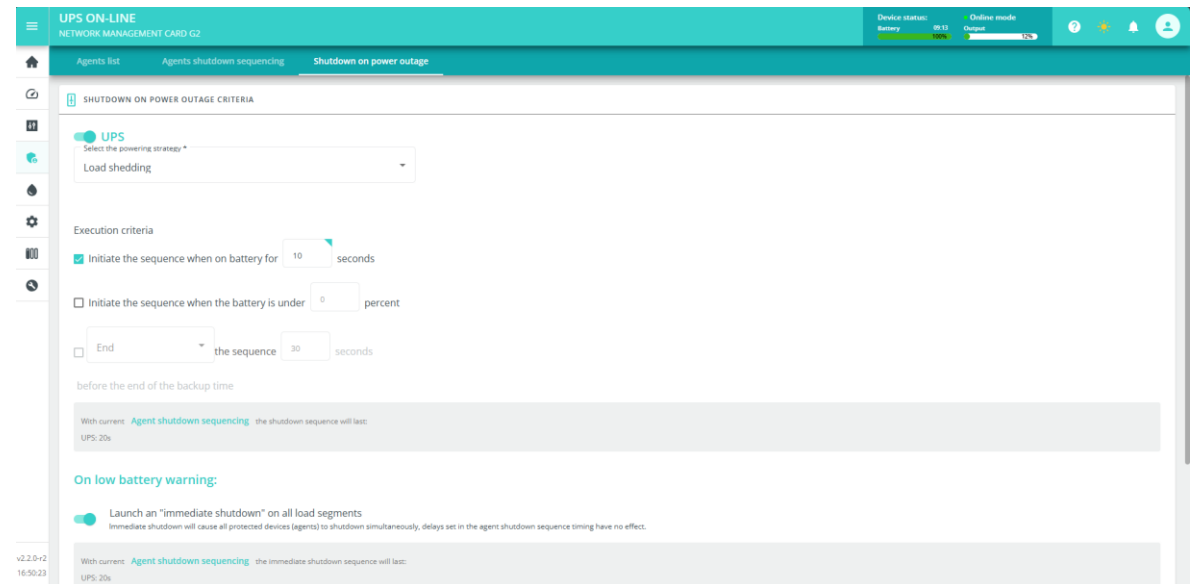 UPS ON-LINE
NETWORK MANAGEMENT CARD G2
Device status:
Online mode
Battery 09:13
100%
Output
12%
Agents list
Agents shutdown sequencing
Shutdown on power outage
SHUTDOWN ON POWER OUTAGE CRITERIA
UPS
Select the powering strategy *
Load shedding
Execution criteria
Initiate the sequence when on battery for 10 seconds
Initiate the sequence when the battery is under 0 percent
End the sequence 30 seconds
before the end of the backup time
With current Agent shutdown sequencing the shutdown sequence will last:
UPS: 20s
On low battery warning:
Launch an "immediate shutdown" on all load segments
Immediate shutdown will cause all protected devices (agents) to shutdown simultaneously, delays set in the agent shutdown sequence timing have no effect.
With current Agent shutdown sequencing the immediate shutdown sequence will last:
UPS: 20s
v2.2.0-r2
16:50:23